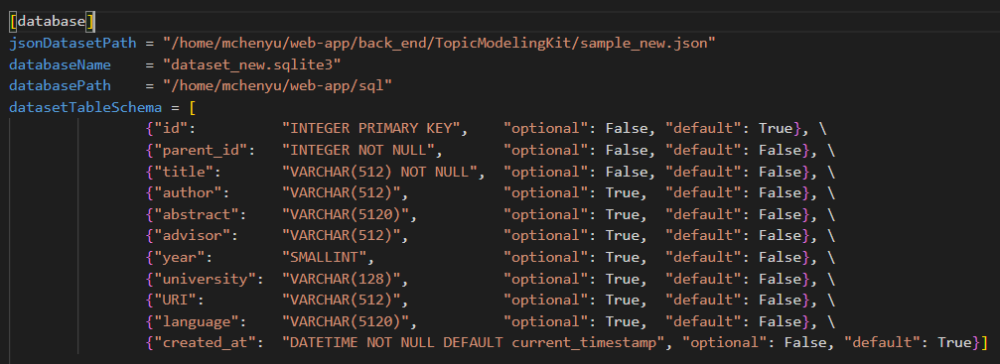 [database]
jsonDatasetPath = "/home/mchenyu/web-app/back_end/TopicModelingKit/sample_new.json"
databaseName    = "dataset_new.sqlite3"
databasePath    = "/home/mchenyu/web-app/sql"
datasetTableSchema = [
{"id":           "INTEGER PRIMARY KEY",    "optional": False, "default": True}, \
{"parent_id":    "INTEGER NOT NULL",       "optional": False, "default": False}, \
{"title":        "VARCHAR(512) NOT NULL",  "optional": False, "default": False}, \
{"author":       "VARCHAR(512)",           "optional": True,  "default": False}, \
{"abstract":     "VARCHAR(5120)",          "optional": True,  "default": False}, \
{"advisor":      "VARCHAR(512)",           "optional": True,  "default": False}, \
{"year":         "SMALLINT",               "optional": True,  "default": False}, \
{"university":   "VARCHAR(128)",           "optional": True,  "default": False}, \
{"URI":          "VARCHAR(512)",           "optional": True,  "default": False}, \
{"language":     "VARCHAR(5120)",          "optional": True,  "default": False}, \
{"created_at":   "DATETIME NOT NULL DEFAULT current_timestamp", "optional": False, "default": True}]